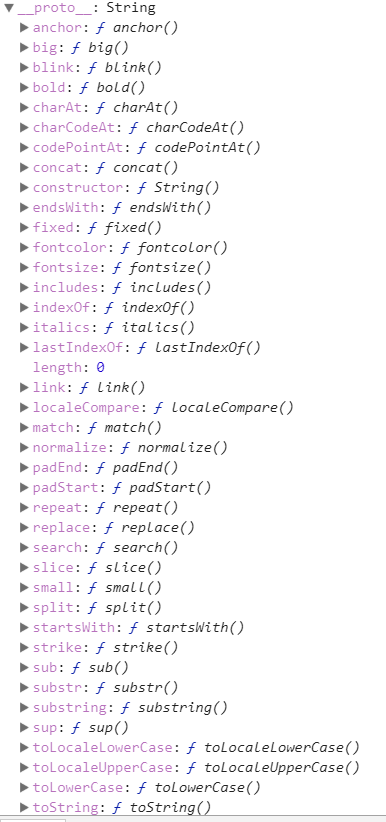 ▼__proto__: String
▶anchor: ƒ anchor()
▶big: ƒ big()
▶blink: ƒ blink()
▶bold: ƒ bold()
▶charAt: ƒ charAt()
▶charCodeAt: ƒ charCodeAt()
▶codePointAt: ƒ codePointAt()
▶concat: ƒ concat()
▶constructor: ƒ String()
▶endsWith: ƒ endsWith()
▶fixed: ƒ fixed()
▶fontcolor: ƒ fontcolor()
▶fontsize: ƒ fontsize()
▶includes: ƒ includes()
▶indexOf: ƒ indexOf()
▶italics: ƒ italics()
▶lastIndexOf: ƒ lastIndexOf()
length: 0
▶link: ƒ link()
▶localeCompare: ƒ localeCompare()
▶match: ƒ match()
▶normalize: ƒ normalize()
▶padEnd: ƒ padEnd()
▶padStart: ƒ padStart()
▶repeat: ƒ repeat()
▶replace: ƒ replace()
▶search: ƒ search()
▶slice: ƒ slice()
▶small: ƒ small()
▶split: ƒ split()
▶startsWith: ƒ startsWith()
▶strike: ƒ strike()
▶sub: ƒ sub()
▶substr: ƒ substr()
▶substring: ƒ substring()
▶sup: ƒ sup()
▶toLocaleLowerCase: ƒ toLocaleLowerCase()
▶toLocaleUpperCase: ƒ toLocaleUpperCase()
▶toLowerCase: ƒ toLowerCase()
▶toString: ƒ toString()